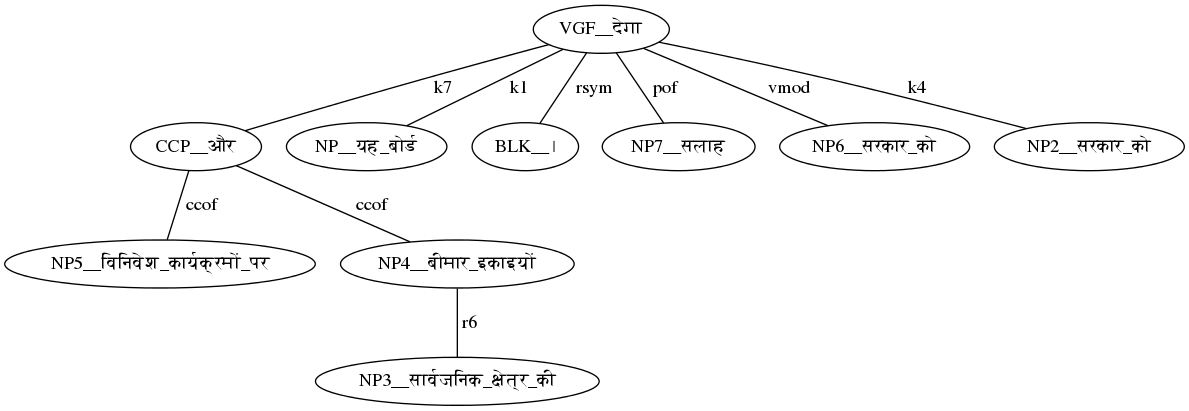 VGF__देगा
k7 k1 rsym pof vmod k4
CCP__और NP__यह_बोर्ड BLK__। NP7__सलाह NP6__सरकार_को NP2__सरकार_को
ccof ccof
NP5__विनिवेश_कार्यक्रमों_पर NP4__बीमार_इकाइयों
r6
NP3__सार्वजनिक_क्षेत्र_की